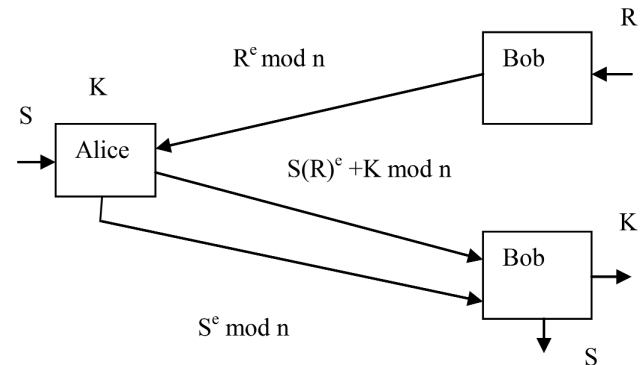 R
R^e mod n
Bob
K
S
Alice
S(R)^e +K mod n
K
Bob
S^e mod n
S